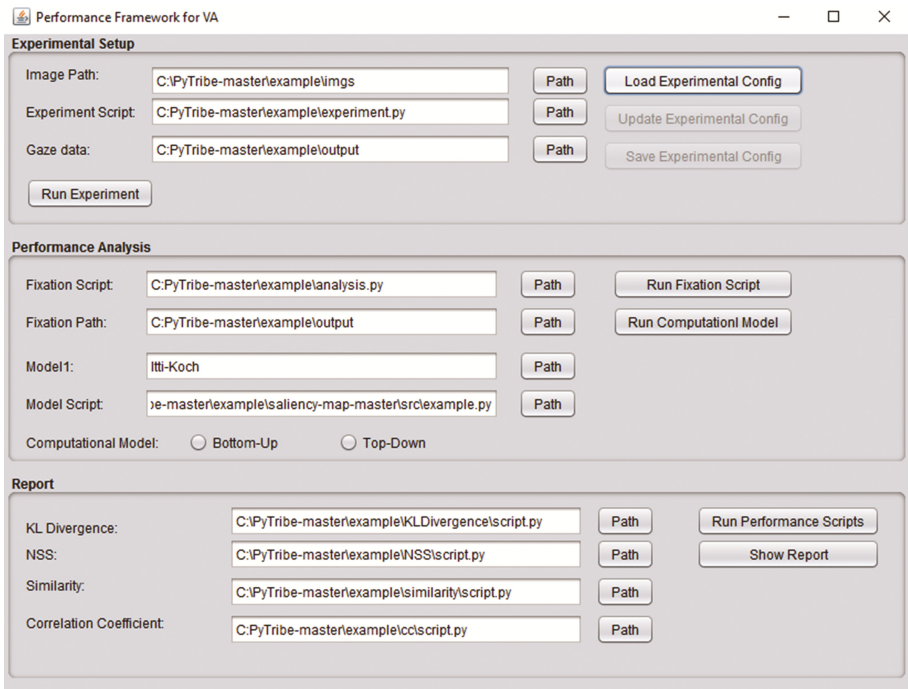 Performance Framework for VA
Experimental Setup
Image Path: C:\PyTribe-master\example\imgs Path Load Experimental Config
Experiment Script: C:PyTribe-master\example\experiment.py Path Update Experimental Config
Gaze data: C:PyTribe-master\example\output Path Save Experimental Config
Run Experiment
Performance Analysis
Fixation Script: C:PyTribe-master\example\analysis.py Path Run Fixation Script
Fixation Path: C:PyTribe-master\example\output Path Run Computationl Model
Model1: Itti-Koch Path
Model Script: be-master\example\saliency-map-master\src\example.py Path
Computational Model: Bottom-Up Top-Down
Report
KL Divergence: C:\PyTribe-master\example\KLDivergence\script.py Path Run Performance Scripts
NSS: C:\PyTribe-master\example\NSS\script.py Path Show Report
Similarity: C:\PyTribe-master\example\similarity\script.py Path
Correlation Coefficient: C:PyTribe-master\example\cc\script.py Path